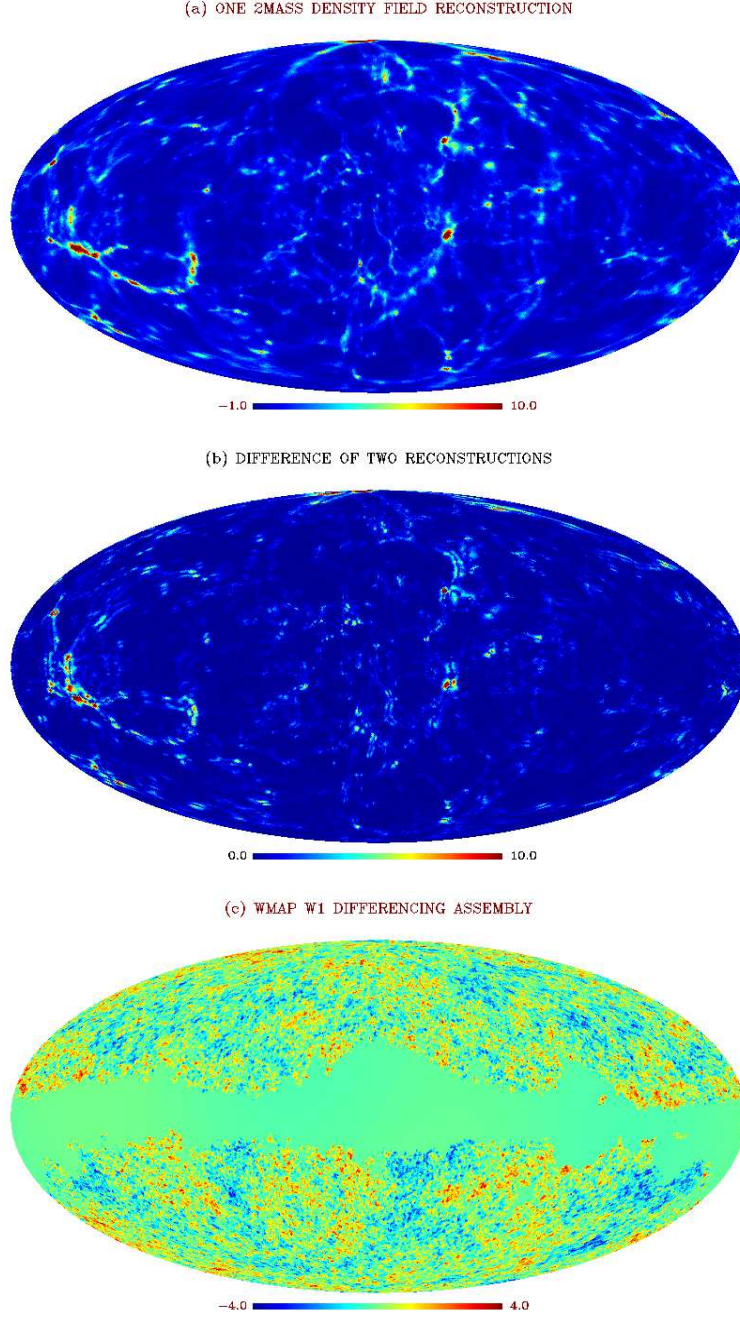 (a) ONE 2MASS DENSITY FIELD RECONSTRUCTION
−1.0 10.0
(b) DIFFERENCE OF TWO RECONSTRUCTIONS
0.0 10.0
(c) WMAP W1 DIFFERENCING ASSEMBLY
−4.0 4.0